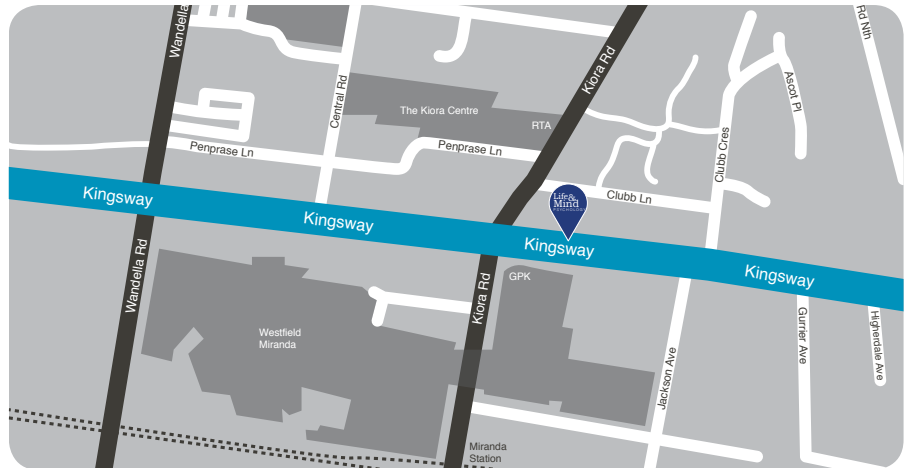 Wandella
Rd Nth
Kiora Rd
Central Rd
Ascot Pl
The Kiora Centre
RTA
Penprase Ln
Penprase Ln
Clubb Cres
Clubb Ln
Life&
Mind
PSYCHOLOGY
Kingsway
Kingsway
Kingsway
Kingsway
Wandella Rd
Kiora Rd
GPK
Westfield
Miranda
Gurrier Ave
Higherdale Ave
Jackson Ave
Miranda
Station